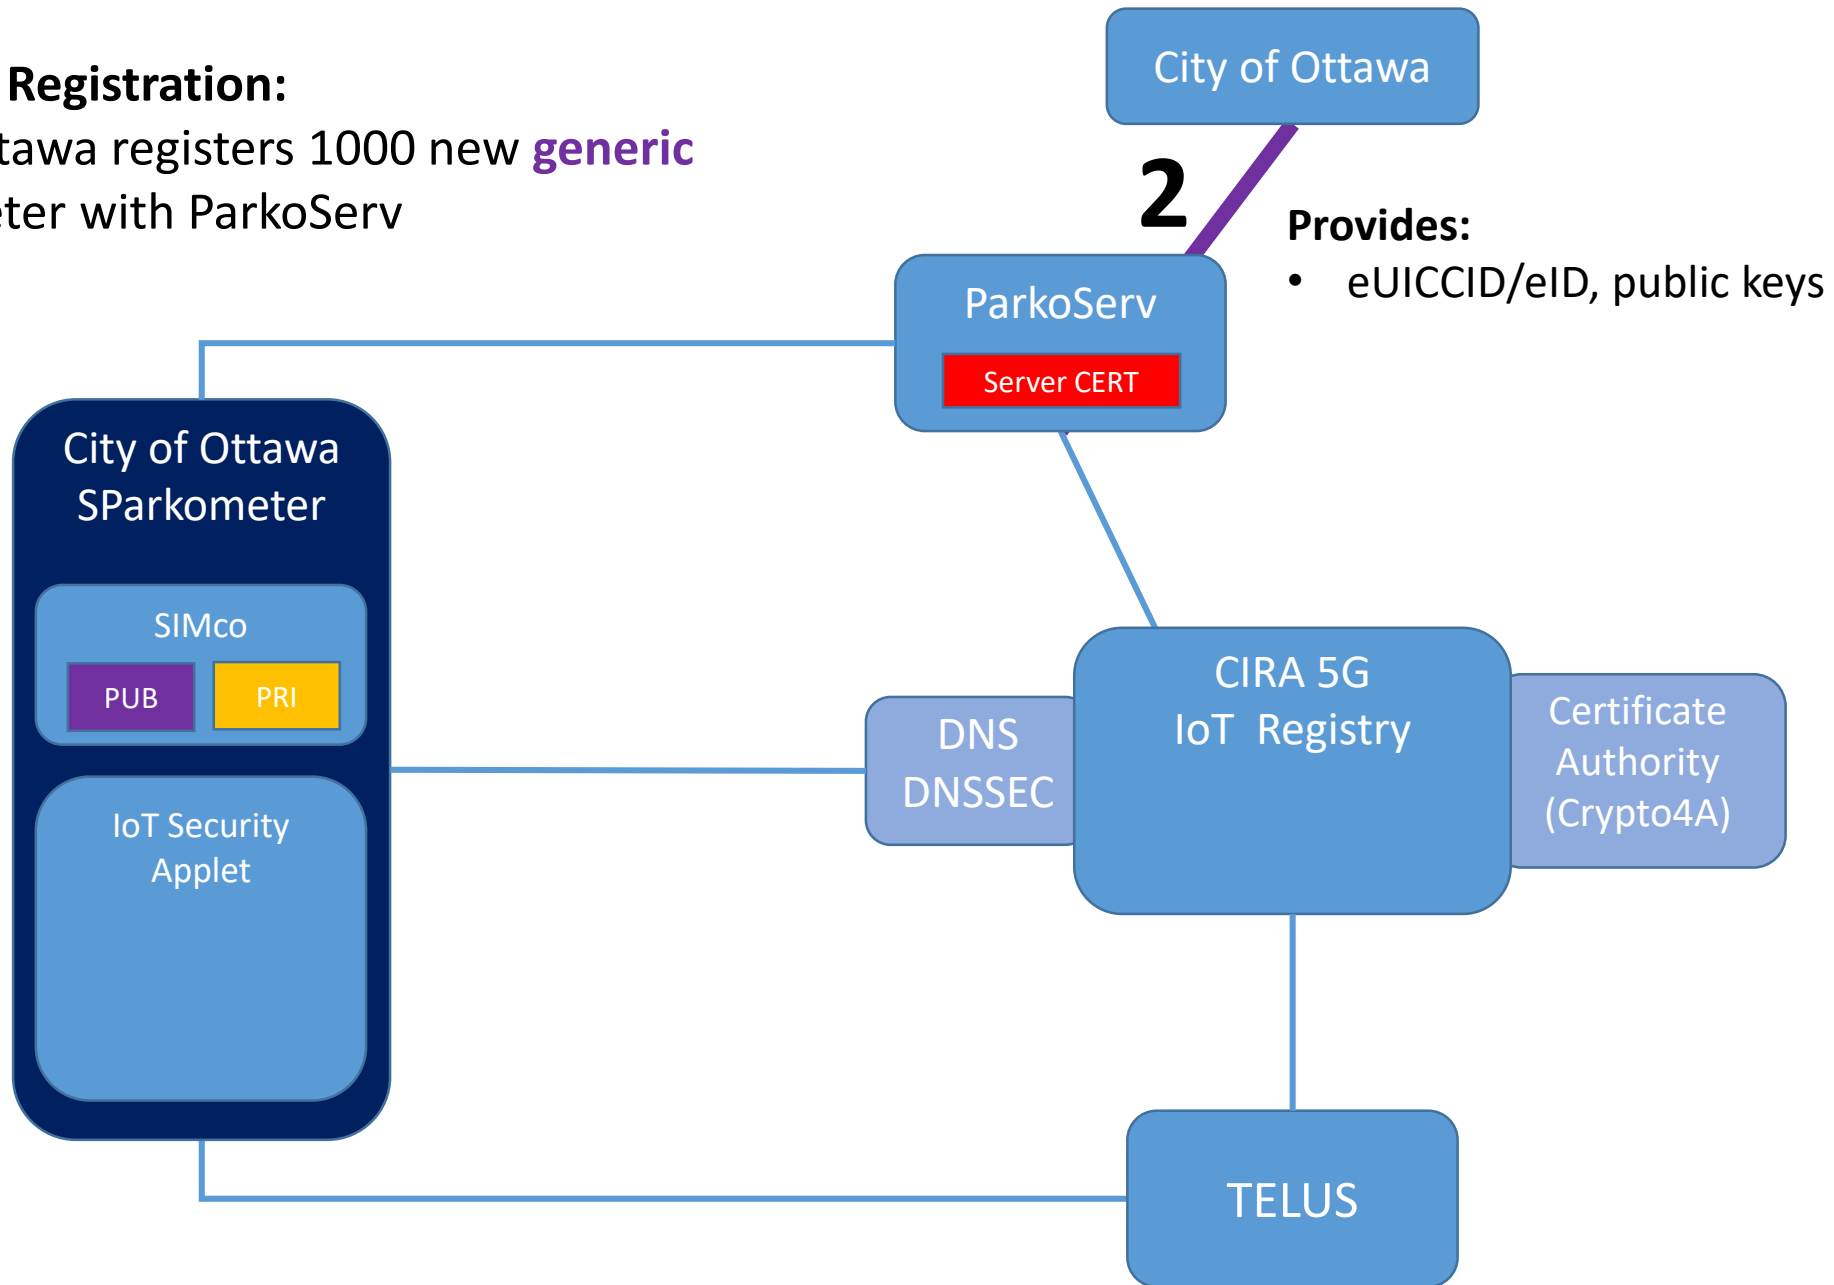 Registration:
City of Ottawa
registers 1000 new generic
with ParkoServ
2
Provides:
• eUICCID/eID, public keys
ParkoServ
Server CERT
City of Ottawa
SParkometer
SIMco
PUB
PRI
IoT Security
Applet
CIRA 5G
IoT Registry
DNS
DNSSEC
Certificate
Authority
(Crypto4A)
TELUS